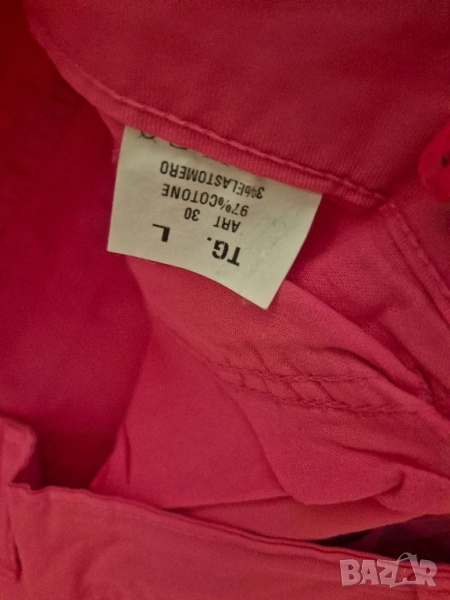 TG. L
ART 30
97%COTONE
3%ELASTOMERO
BAZAR